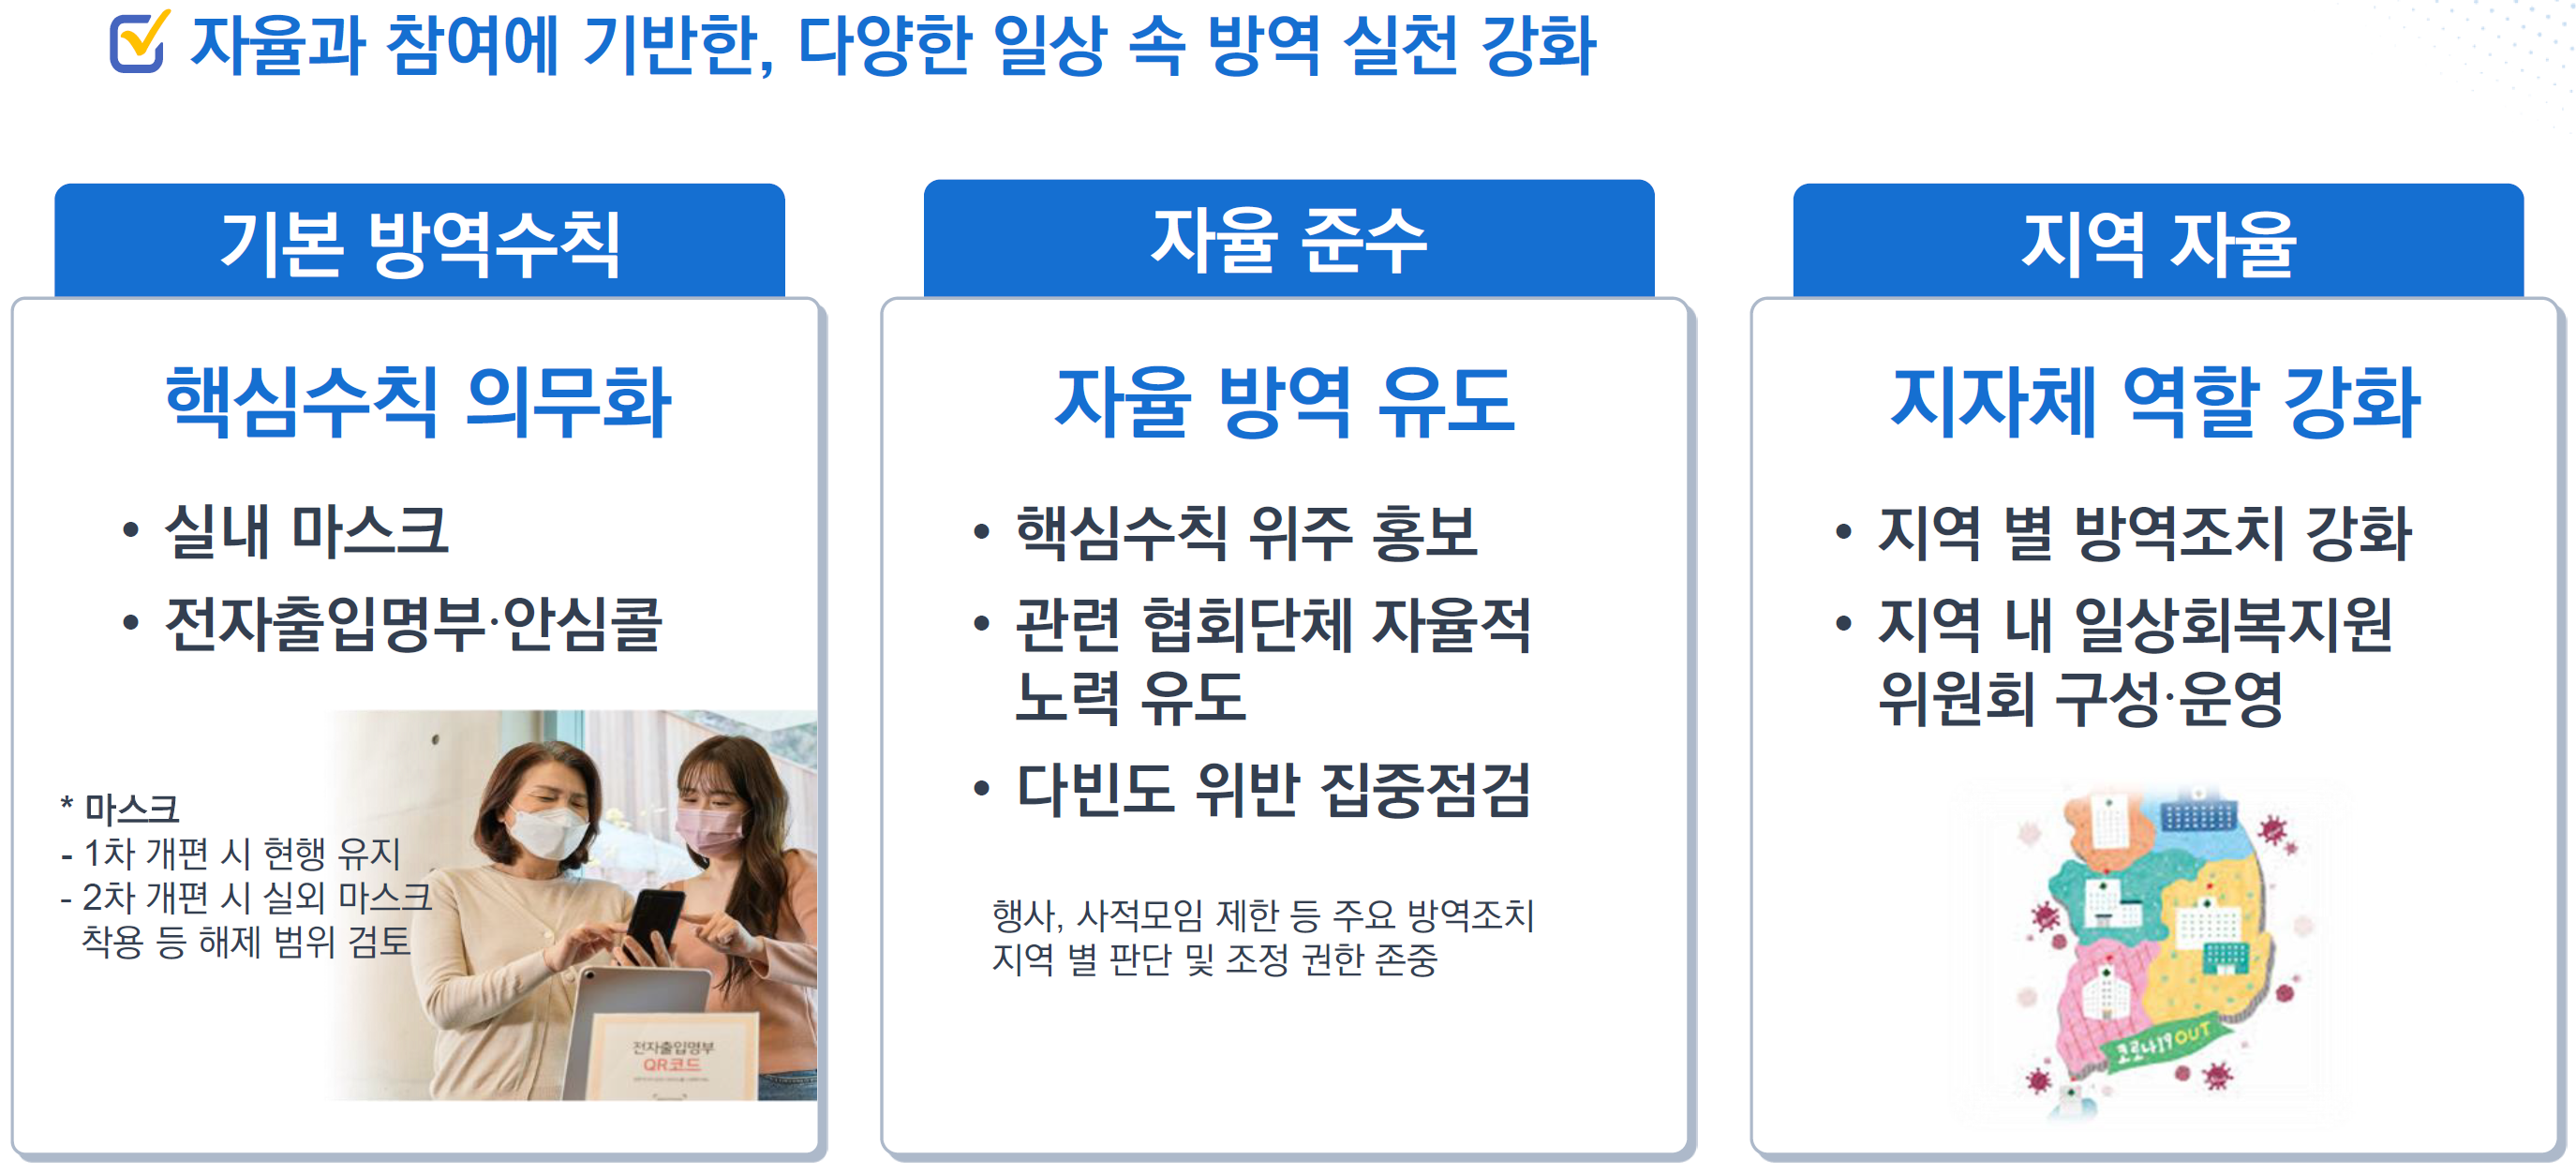 자율과 참여에 기반한, 다양한 일상 속 방역 실천 강화
기본 방역수칙
핵심수칙 의무화
• 실내 마스크
• 전자출입명부·안심콜
* 마스크
- 1차 개편 시 현행 유지
- 2차 개편 시 실외 마스크
착용 등 해제 범위 검토
전자출입명부
QR코드
자율 준수
자율 방역 유도
• 핵심수칙 위주 홍보
• 관련 협회단체 자율적
노력 유도
• 다빈도 위반 집중점검
행사, 사적모임 제한 등 주요 방역조치
지역 별 판단 및 조정 권한 존중
지역 자율
지자체 역할 강화
• 지역 별 방역조치 강화
• 지역 내 일상회복지원
위원회 구성·운영
코로나19 OUT